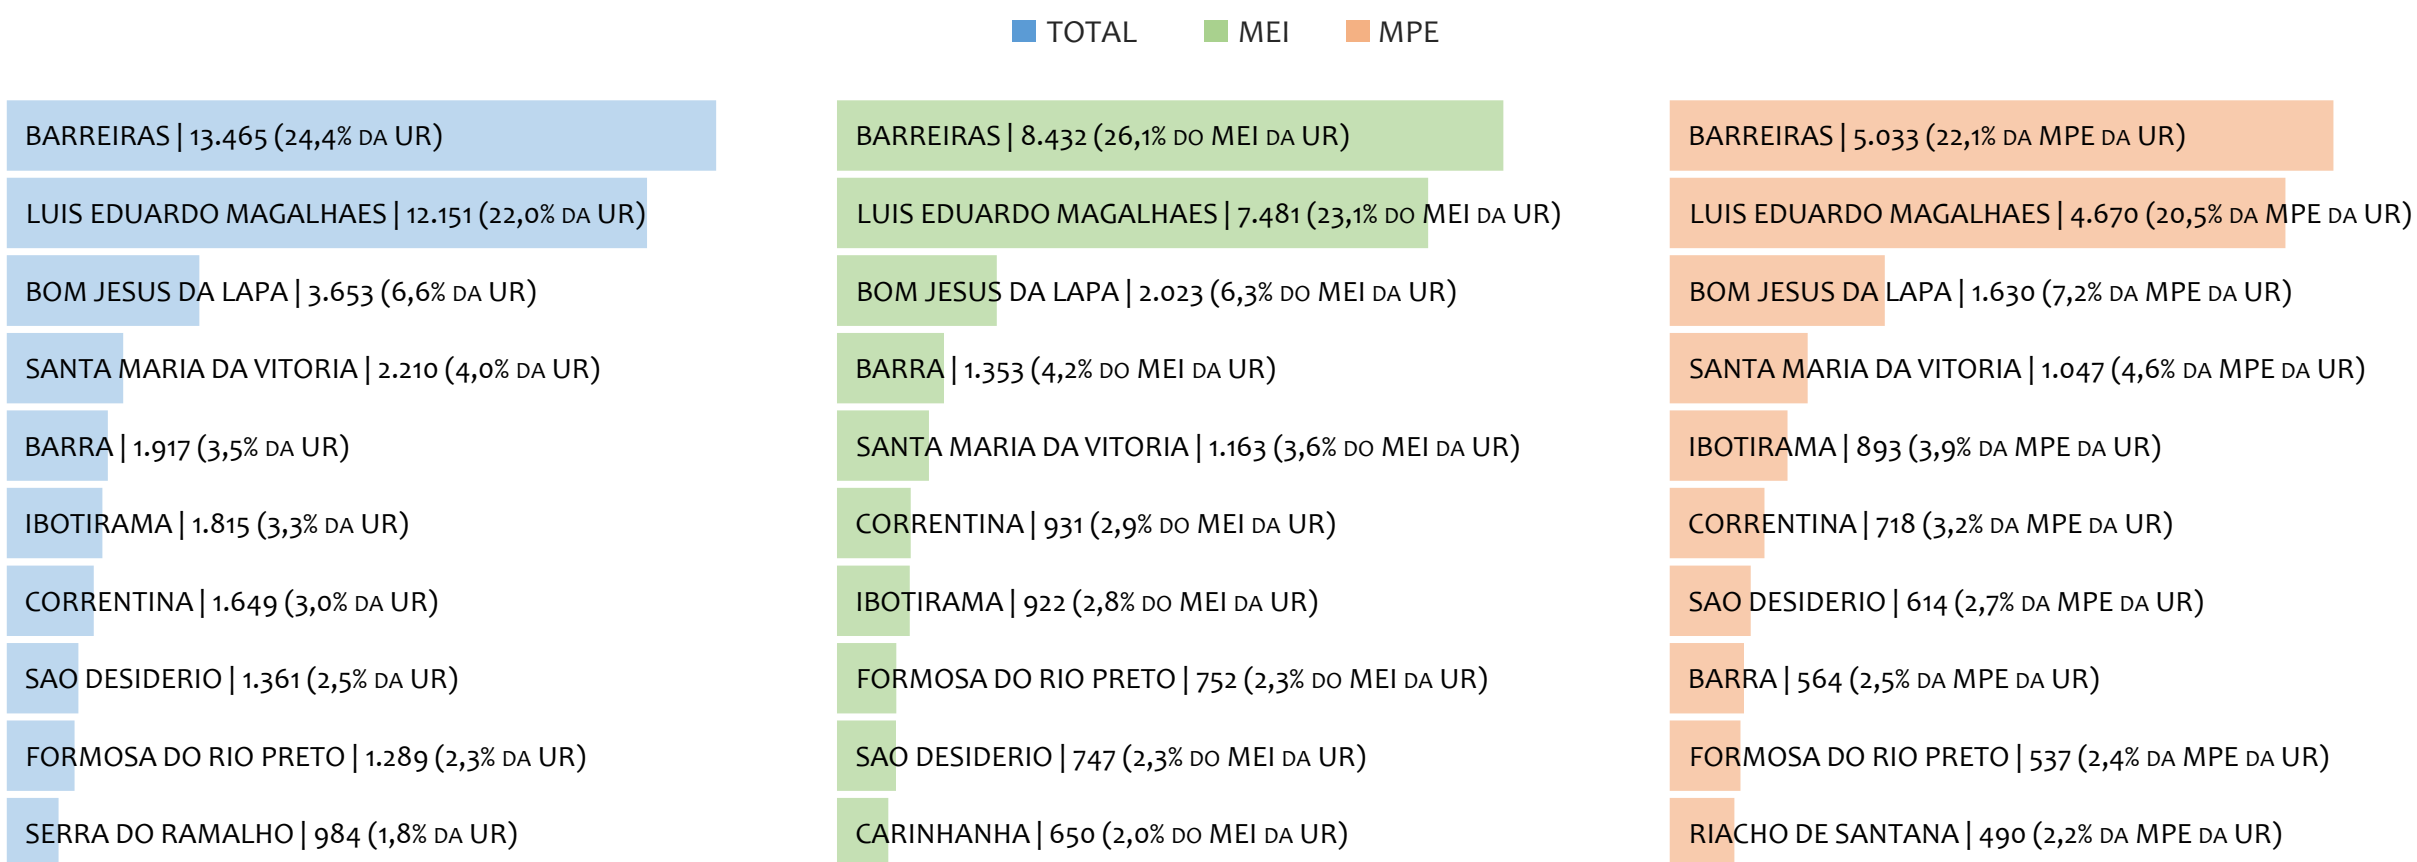 TOTAL MEI MPE
BARREIRAS | 13.465 (24,4% DA UR)
LUIS EDUARDO MAGALHAES | 12.151 (22,0% DA UR)
BOM JESUS DA LAPA | 3.653 (6,6% DA UR)
SANTA MARIA DA VITORIA | 2.210 (4,0% DA UR)
BARRA | 1.917 (3,5% DA UR)
IBOTIRAMA | 1.815 (3,3% DA UR)
CORRENTINA | 1.649 (3,0% DA UR)
SAO DESIDERIO | 1.361 (2,5% DA UR)
FORMOSA DO RIO PRETO | 1.289 (2,3% DA UR)
SERRA DO RAMALHO | 984 (1,8% DA UR)
BARREIRAS | 8.432 (26,1% DO MEI DA UR)
LUIS EDUARDO MAGALHAES | 7.481 (23,1% DO MEI DA UR)
BOM JESUS DA LAPA | 2.023 (6,3% DO MEI DA UR)
BARRA | 1.353 (4,2% DO MEI DA UR)
SANTA MARIA DA VITORIA | 1.163 (3,6% DO MEI DA UR)
CORRENTINA | 931 (2,9% DO MEI DA UR)
IBOTIRAMA | 922 (2,8% DO MEI DA UR)
FORMOSA DO RIO PRETO | 752 (2,3% DO MEI DA UR)
SAO DESIDERIO | 747 (2,3% DO MEI DA UR)
CARINHANHA | 650 (2,0% DO MEI DA UR)
BARREIRAS | 5.033 (22,1% DA MPE DA UR)
LUIS EDUARDO MAGALHAES | 4.670 (20,5% DA MPE DA UR)
BOM JESUS DA LAPA | 1.630 (7,2% DA MPE DA UR)
SANTA MARIA DA VITORIA | 1.047 (4,6% DA MPE DA UR)
IBOTIRAMA | 893 (3,9% DA MPE DA UR)
CORRENTINA | 718 (3,2% DA MPE DA UR)
SAO DESIDERIO | 614 (2,7% DA MPE DA UR)
BARRA | 564 (2,5% DA MPE DA UR)
FORMOSA DO RIO PRETO | 537 (2,4% DA MPE DA UR)
RIACHO DE SANTANA | 490 (2,2% DA MPE DA UR)